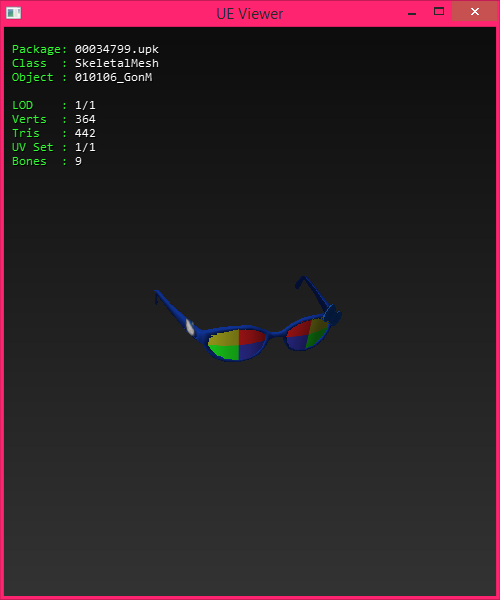 UE Viewer
Package: 00034799.upk
Class  : SkeletalMesh
Object : 010106_GonM
LOD    : 1/1
Verts  : 364
Tris   : 442
UV Set : 1/1
Bones  : 9